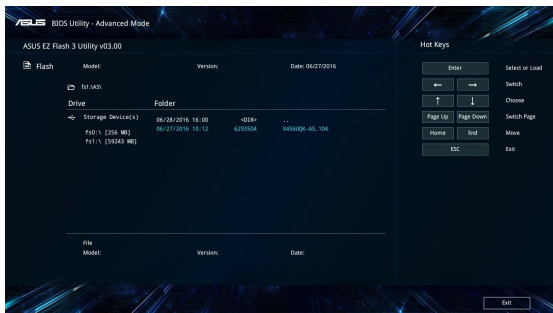 ASUS BIOS Utility - Advanced Mode
ASUS EZ Flash 3 Utility v03.00
Hot Keys
Flash Model: Version: Date: 06/27/2016
fs1:\AS\
Drive Folder
Storage Device(s) 06/28/2016 16:00 <DIR> ..
fs0:\ [256 MB] 06/27/2016 10:12 6293504 X456UQK-AS.104
fs1:\ [59243 MB]
File
Model: Version: Date:
Enter Select or Load
← → Switch
↑ ↓ Choose
Page Up Page Down Switch Page
Home End Move
ESC Exit
Exit